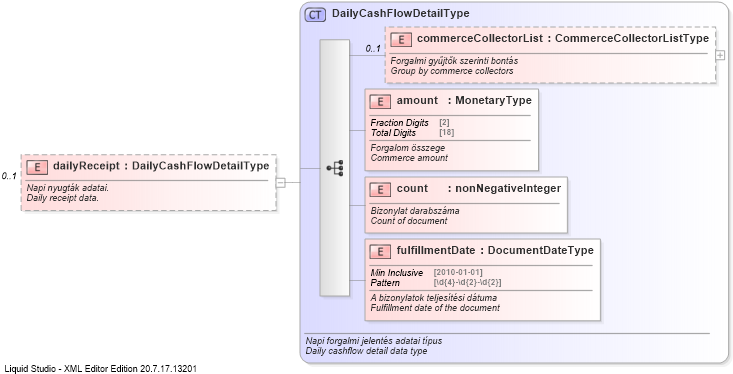 CT DailyCashFlowDetailType
0..1
E commerceCollectorList : CommerceCollectorListType
Forgalmi gyűjtők szerinti bontás
Group by commerce collectors
E amount : MonetaryType
Fraction Digits [2]
Total Digits [18]
Forgalom összege
Commerce amount
0..1
E dailyReceipt : DailyCashFlowDetailType
Napi nyugták adatai.
Daily receipt data.
E count : nonNegativeInteger
Bizonylat darabszáma
Count of document
E fulfillmentDate : DocumentDateType
Min Inclusive [2010-01-01]
Pattern [\d{4}-\d{2}-\d{2}]
A bizonylatok teljesítési dátuma
Fulfillment date of the document
Napi forgalmi jelentés adatai típus
Daily cashflow detail data type
Liquid Studio - XML Editor Edition 20.7.17.13201